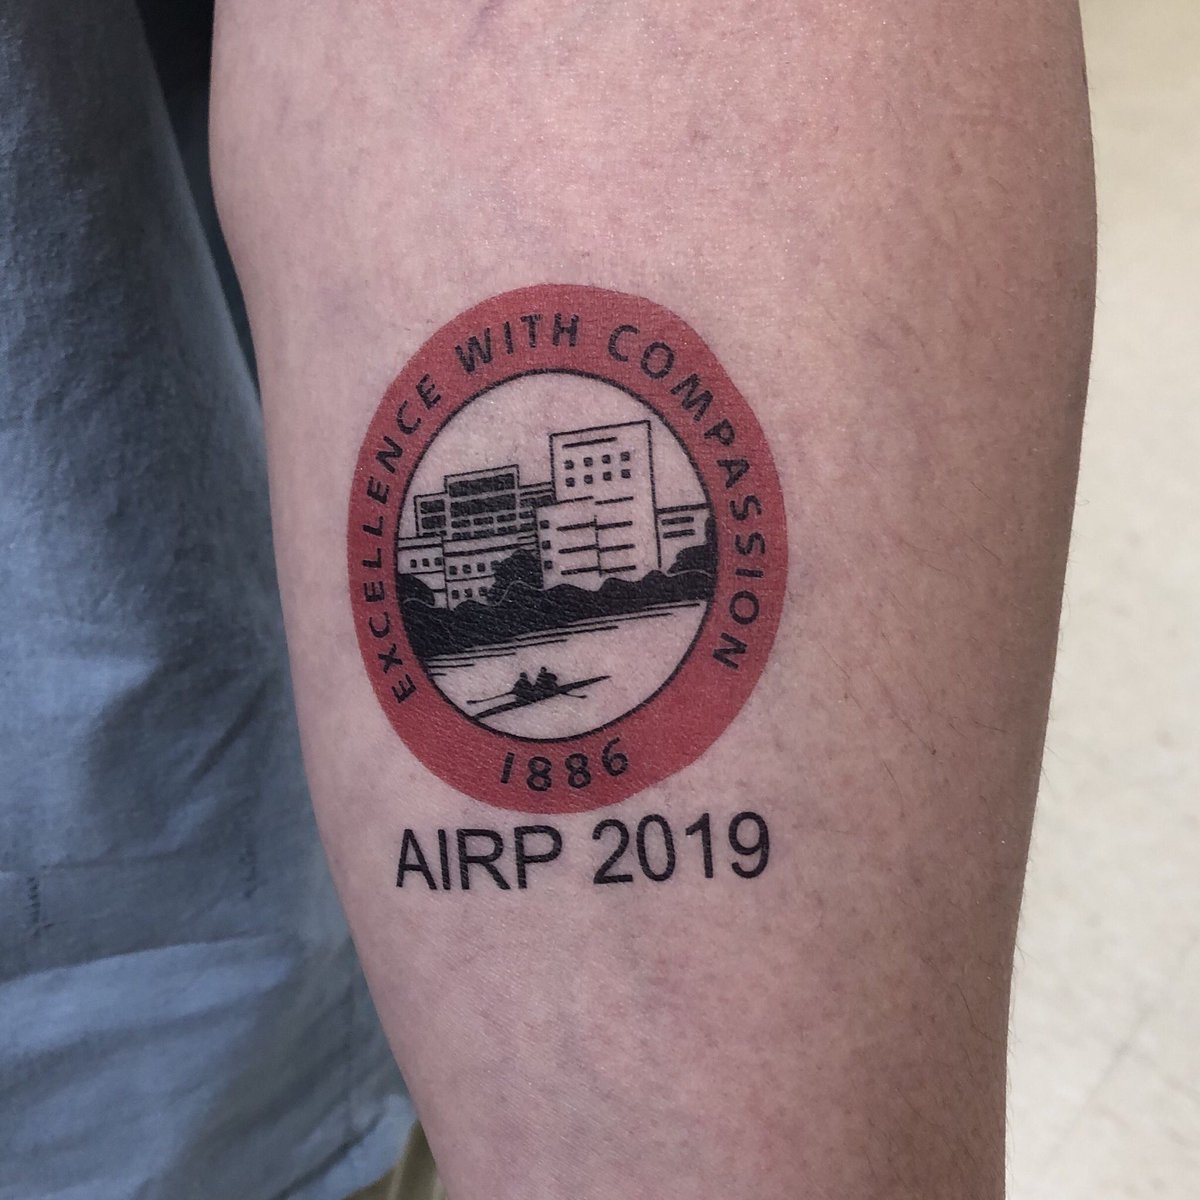 EXCELLENCE WITH COMPASSION
1886
AIRP 2019